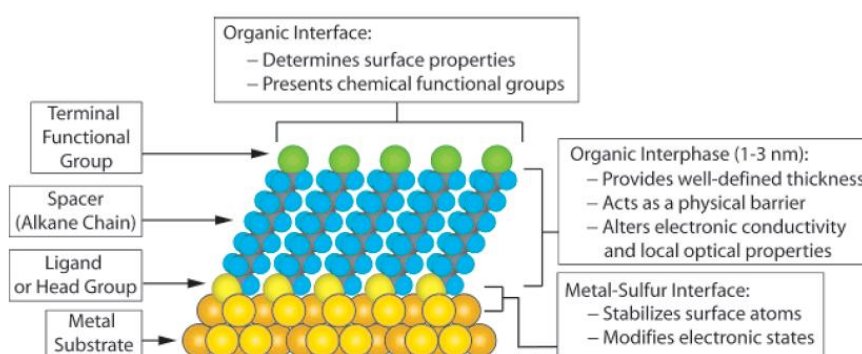 Organic Interface:
– Determines surface properties
– Presents chemical functional groups
Terminal
Functional
Group
Spacer
(Alkane Chain)
Ligand
or Head Group
Metal
Substrate
Organic Interphase (1-3 nm):
– Provides well-defined thickness
– Acts as a physical barrier
– Alters electronic conductivity
and local optical properties
Metal-Sulfur Interface:
– Stabilizes surface atoms
– Modifies electronic states